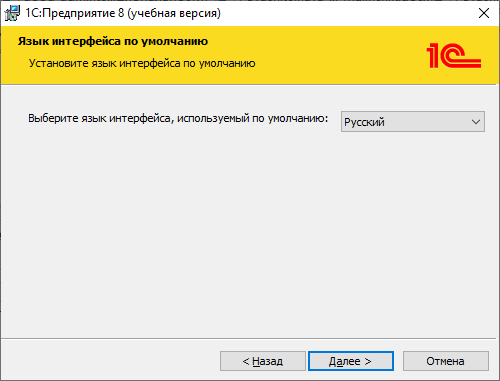 1С:Предприятие 8 (учебная версия)
Язык интерфейса по умолчанию
Установите язык интерфейса по умолчанию
1С
Выберите язык интерфейса, используемый по умолчанию:
Русский
< Назад
Далее >
Отмена